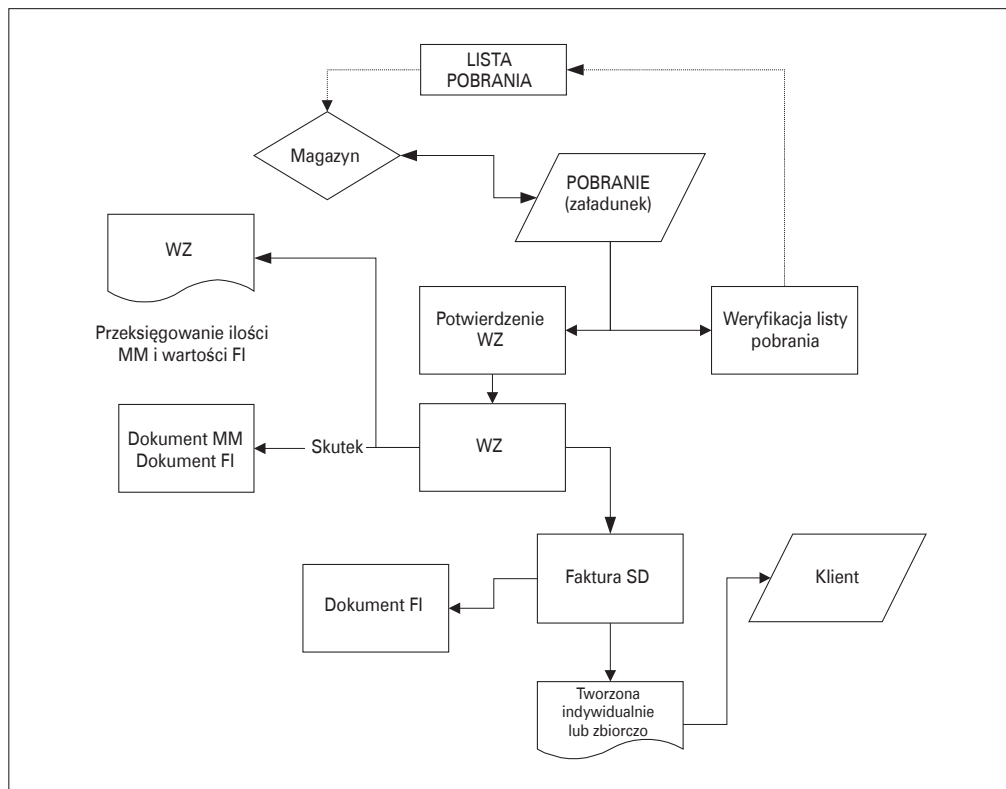 LISTA
POBRANIA
Magazyn
POBRANIE
(załadunek)
WZ
Potwierdzenie
WZ
Weryfikacja listy
pobrania
Przeksięgowanie ilości
MM i wartości FI
Dokument MM
Dokument FI
Skutek
WZ
Faktura SD
Klient
Dokument FI
Tworzona
indywidualnie
lub zbiorczo